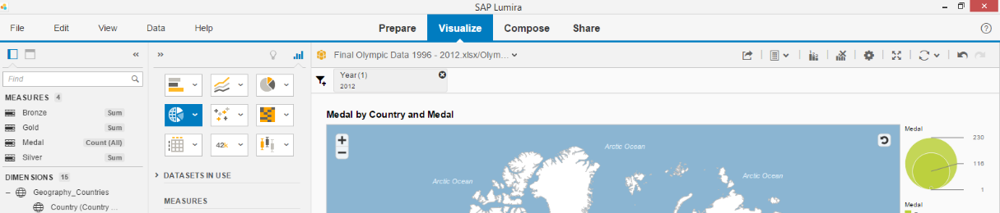 SAP Lumira
File Edit View Data Help Prepare Visualize Compose Share
Final Olympic Data 1996 - 2012.xlsx/Olym...
Find
Year (1)
2012
MEASURES 4
Bronze Sum
Gold Sum
Medal Count (All)
Silver Sum
DIMENSIONS 15
Geography_Countries
Country (Country ...
42%
DATASETS IN USE
MEASURES
Medal by Country and Medal
Arctic Ocean
Arctic Ocean
Arctic Ocean
Medal
230
116
1
Medal